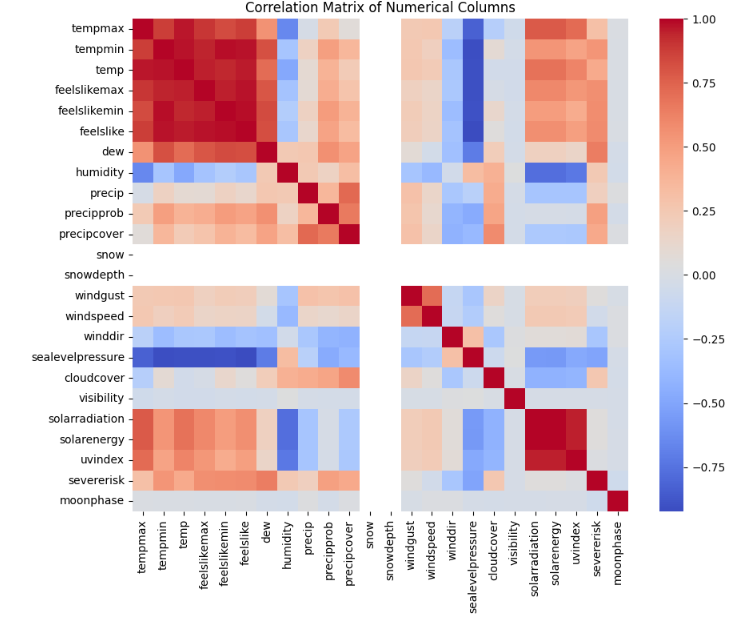 Correlation Matrix of Numerical Columns
tempmax
tempmin
temp
feelslikemax
feelslikemin
feelslike
dew
humidity
precip
precipprob
precipcover
snow
snowdepth
windgust
windspeed
winddir
sealevelpressure
cloudcover
visibility
solarradiation
solarenergy
uvindex
severerisk
moonphase
tempmax
tempmin
temp
feelslikemax
feelslikemin
feelslike
dew
humidity
precip
precipprob
precipcover
snow
snowdepth
windgust
windspeed
winddir
sealevelpressure
cloudcover
visibility
solarradiation
solarenergy
uvindex
severerisk
moonphase
1.00
0.75
0.50
0.25
0.00
−0.25
−0.50
−0.75